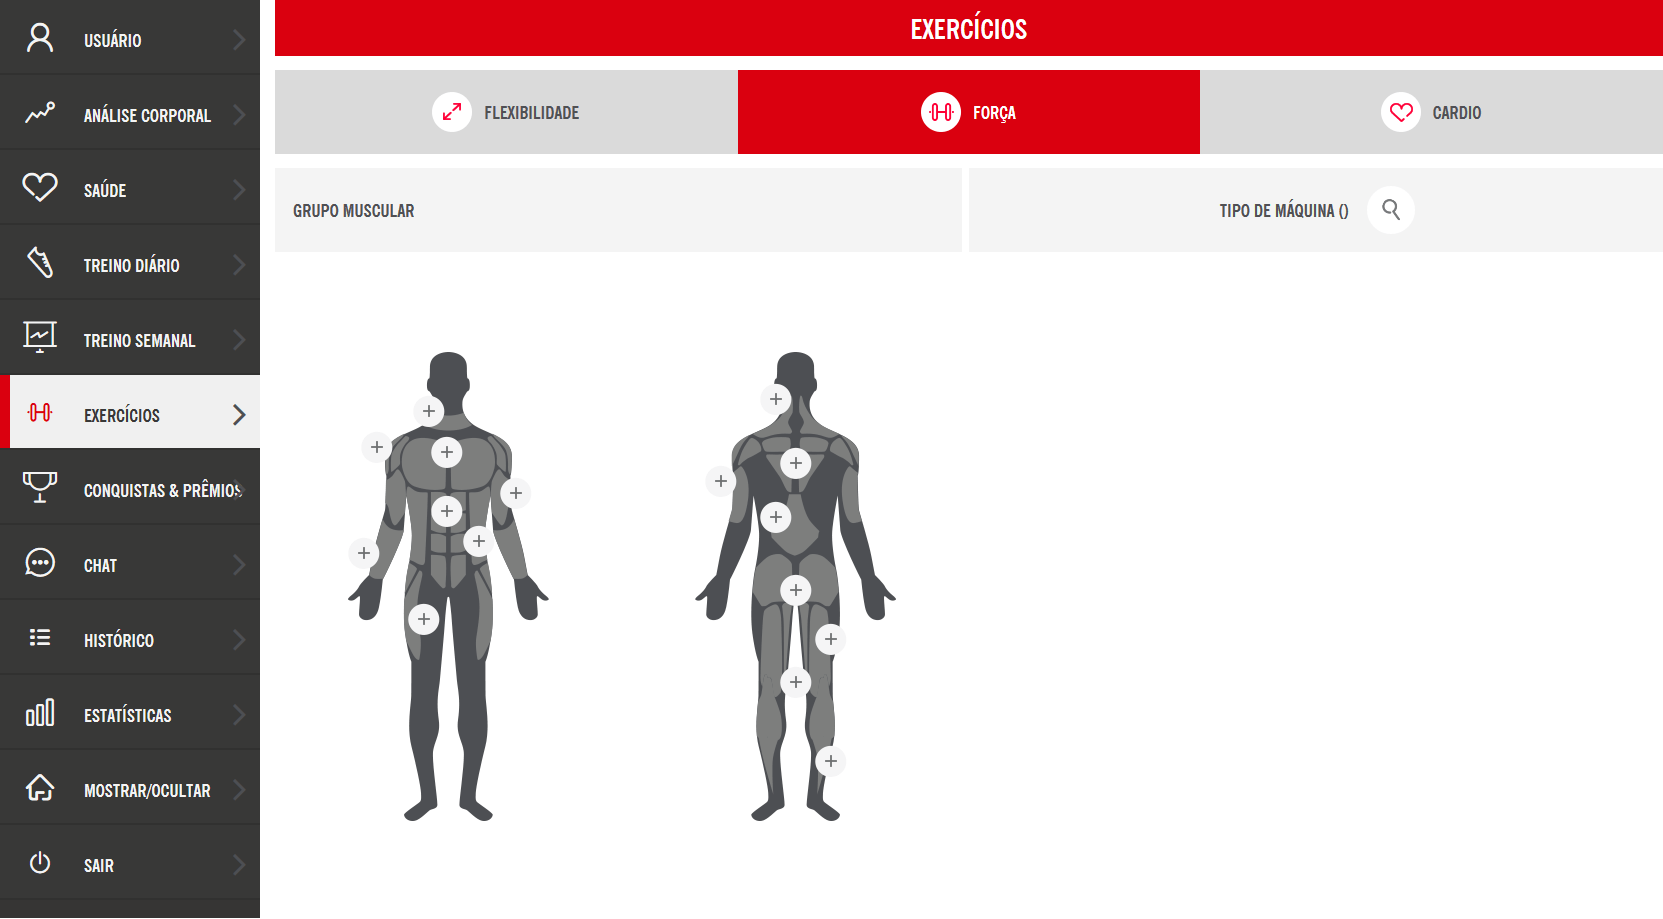 USUÁRIO
ANÁLISE CORPORAL
SAÚDE
TREINO DIÁRIO
TREINO SEMANAL
EXERCÍCIOS
CONQUISTAS & PRÊMIOS
CHAT
HISTÓRICO
ESTATÍSTICAS
MOSTRAR/OCULTAR
SAIR
EXERCÍCIOS
FLEXIBILIDADE
FORÇA
CARDIO
GRUPO MUSCULAR
TIPO DE MÁQUINA ()